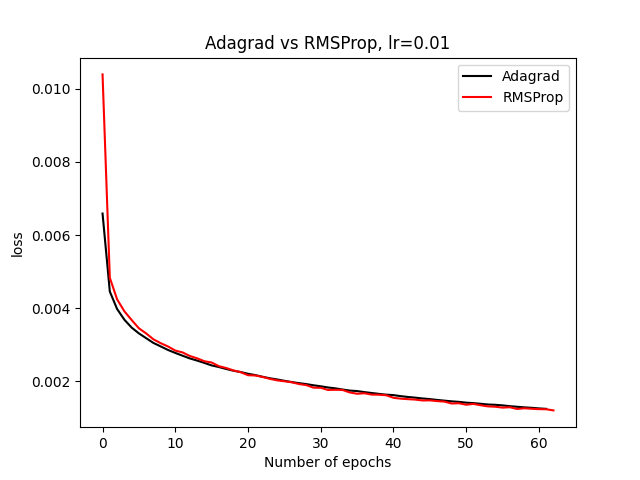 Adagrad vs RMSProp, lr=0.01
Adagrad
RMSProp
0.010
0.008
0.006
0.004
0.002
loss
0 10 20 30 40 50 60
Number of epochs